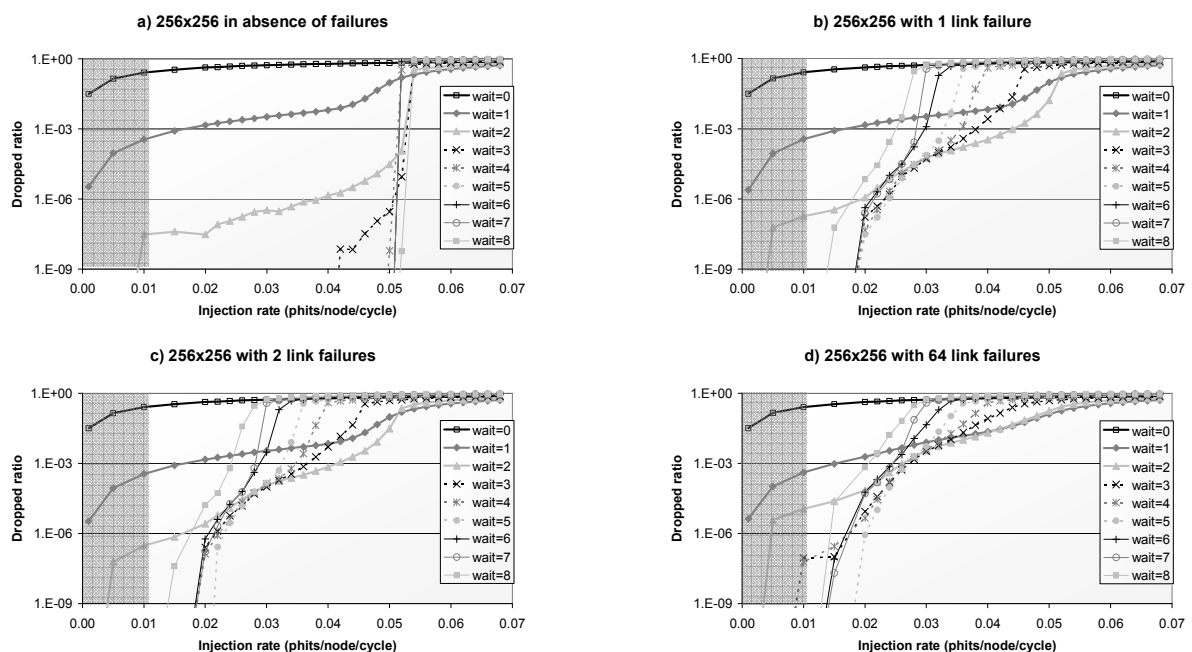 a) 256x256 in absence of failures
1.E+00
1.E-03
1.E-06
1.E-09
0.00 0.01 0.02 0.03 0.04 0.05 0.06 0.07
Injection rate (phits/node/cycle)
Dropped ratio
wait=0
wait=1
wait=2
wait=3
wait=4
wait=5
wait=6
wait=7
wait=8
b) 256x256 with 1 link failure
1.E+00
1.E-03
1.E-06
1.E-09
0.00 0.01 0.02 0.03 0.04 0.05 0.06 0.07
Injection rate (phits/node/cycle)
Dropped ratio
wait=0
wait=1
wait=2
wait=3
wait=4
wait=5
wait=6
wait=7
wait=8
c) 256x256 with 2 link failures
1.E+00
1.E-03
1.E-06
1.E-09
0.00 0.01 0.02 0.03 0.04 0.05 0.06 0.07
Injection rate (phits/node/cycle)
Dropped ratio
wait=0
wait=1
wait=2
wait=3
wait=4
wait=5
wait=6
wait=7
wait=8
d) 256x256 with 64 link failures
1.E+00
1.E-03
1.E-06
1.E-09
0.00 0.01 0.02 0.03 0.04 0.05 0.06 0.07
Injection rate (phits/node/cycle)
Dropped ratio
wait=0
wait=1
wait=2
wait=3
wait=4
wait=5
wait=6
wait=7
wait=8